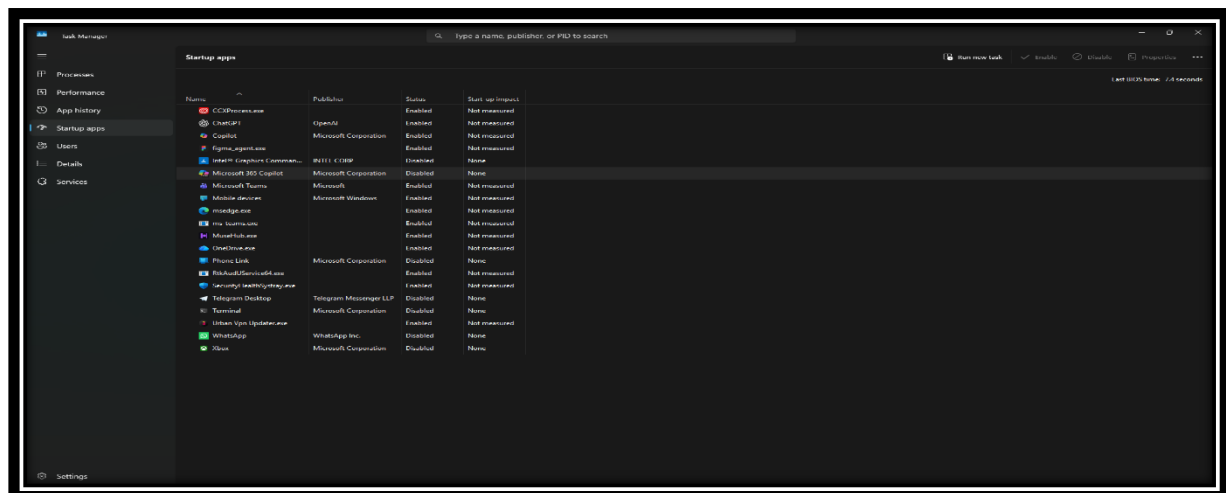 Task Manager
Type a name, publisher, or PID to search
Startup apps
Run new task Enable Disable Properties
Last BIOS time: 7.4 seconds
Processes
Performance
App history
Startup apps
Users
Details
Services
Name Publisher Status Start-up impact
CCXProcess.exe Enabled Not measured
ChatGPT OpenAI Enabled Not measured
Copilot Microsoft Corporation Enabled Not measured
figma_agent.exe Enabled Not measured
Intel® Graphics Comman... INTEL CORP Disabled None
Microsoft 365 Copilot Microsoft Corporation Disabled None
Microsoft Teams Microsoft Enabled Not measured
Mobile devices Microsoft Windows Enabled Not measured
msedge.exe Enabled Not measured
ms-teams.exe Enabled Not measured
MuseHub.exe Enabled Not measured
OneDrive.exe Enabled Not measured
Phone Link Microsoft Corporation Disabled None
RtkAudUService64.exe Enabled Not measured
SecurityHealthSystray.exe Enabled Not measured
Telegram Desktop Telegram Messenger LLP Disabled None
Terminal Microsoft Corporation Disabled None
Urban Vpn Updater.exe Enabled Not measured
WhatsApp WhatsApp Inc. Disabled None
Xbox Microsoft Corporation Disabled None
Settings